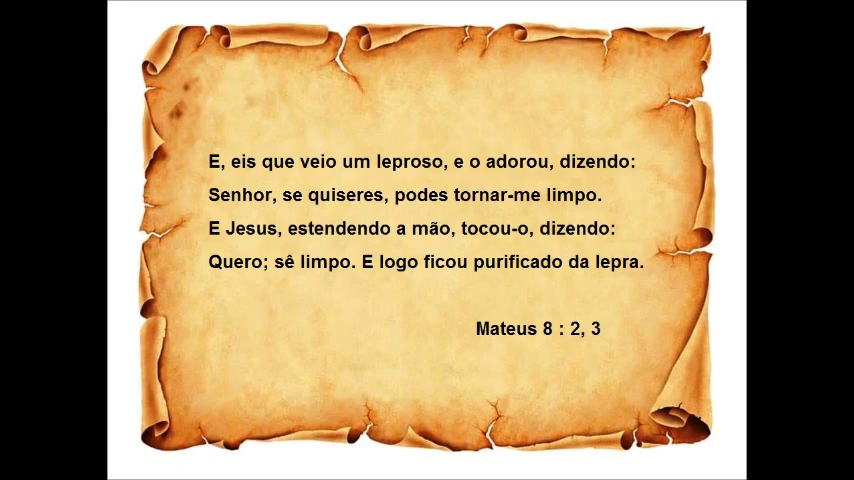 E, eis que veio um leproso, e o adorou, dizendo:
Senhor, se quiseres, podes tornar-me limpo.
E Jesus, estendendo a mão, tocou-o, dizendo:
Quero; sê limpo. E logo ficou purificado da lepra.
Mateus 8 : 2, 3